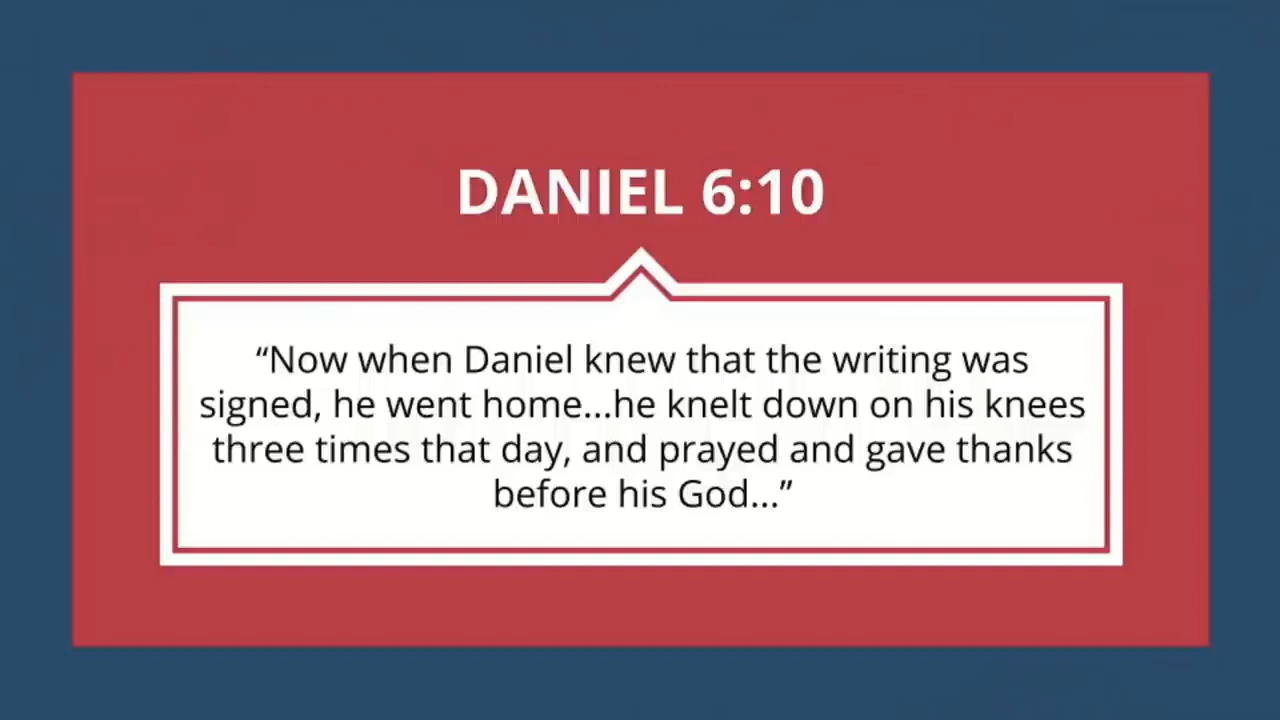 DANIEL 6:10
“Now when Daniel knew that the writing was
signed, he went home...he knelt down on his knees
three times that day, and prayed and gave thanks
before his God...”